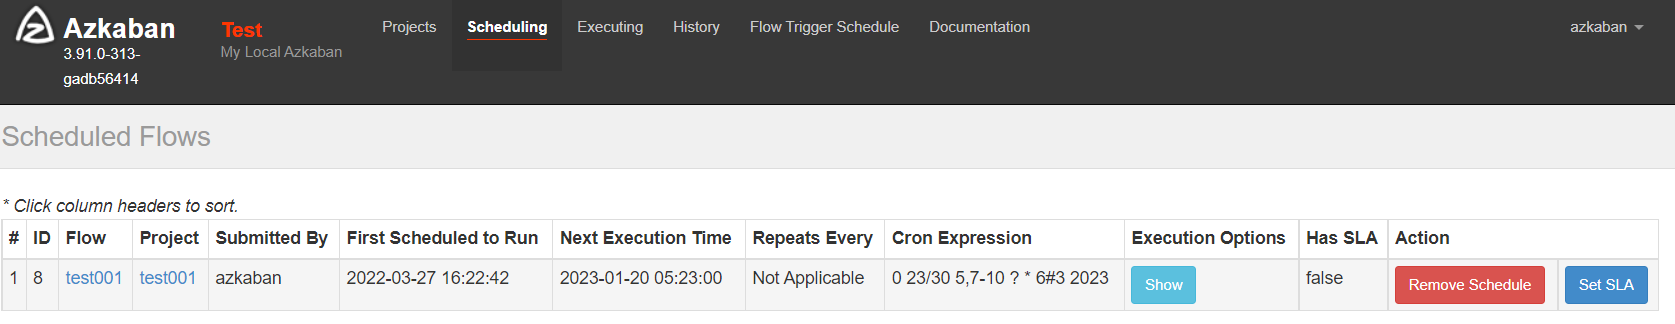 Azkaban
3.91.0-313-
gadb56414
Test
My Local Azkaban
Projects Scheduling Executing History Flow Trigger Schedule Documentation azkaban
Scheduled Flows
* Click column headers to sort.
# ID Flow Project Submitted By First Scheduled to Run Next Execution Time Repeats Every Cron Expression Execution Options Has SLA Action
1 8 test001 test001 azkaban 2022-03-27 16:22:42 2023-01-20 05:23:00 Not Applicable 0 23/30 5,7-10 ? * 6#3 2023 Show false Remove Schedule Set SLA